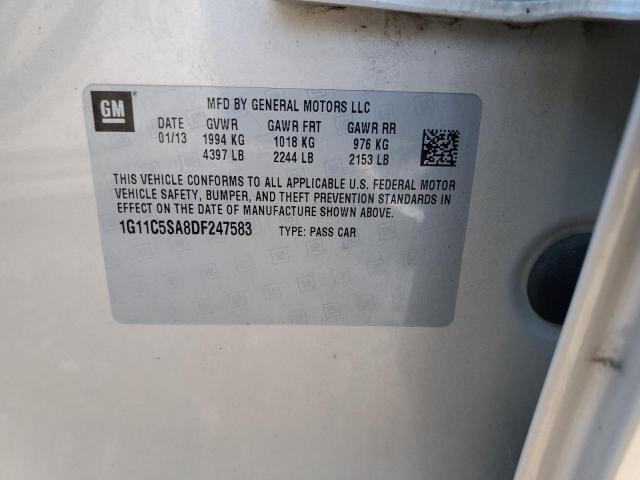 GM
MFD BY GENERAL MOTORS LLC
DATE GVWR GAWR FRT GAWR RR
01/13 1994 KG 1018 KG 976 KG
4397 LB 2244 LB 2153 LB
THIS VEHICLE CONFORMS TO ALL APPLICABLE U.S. FEDERAL MOTOR
VEHICLE SAFETY, BUMPER, AND THEFT PREVENTION STANDARDS IN
EFFECT ON THE DATE OF MANUFACTURE SHOWN ABOVE.
1G11C5SA8DF247583 TYPE: PASS CAR